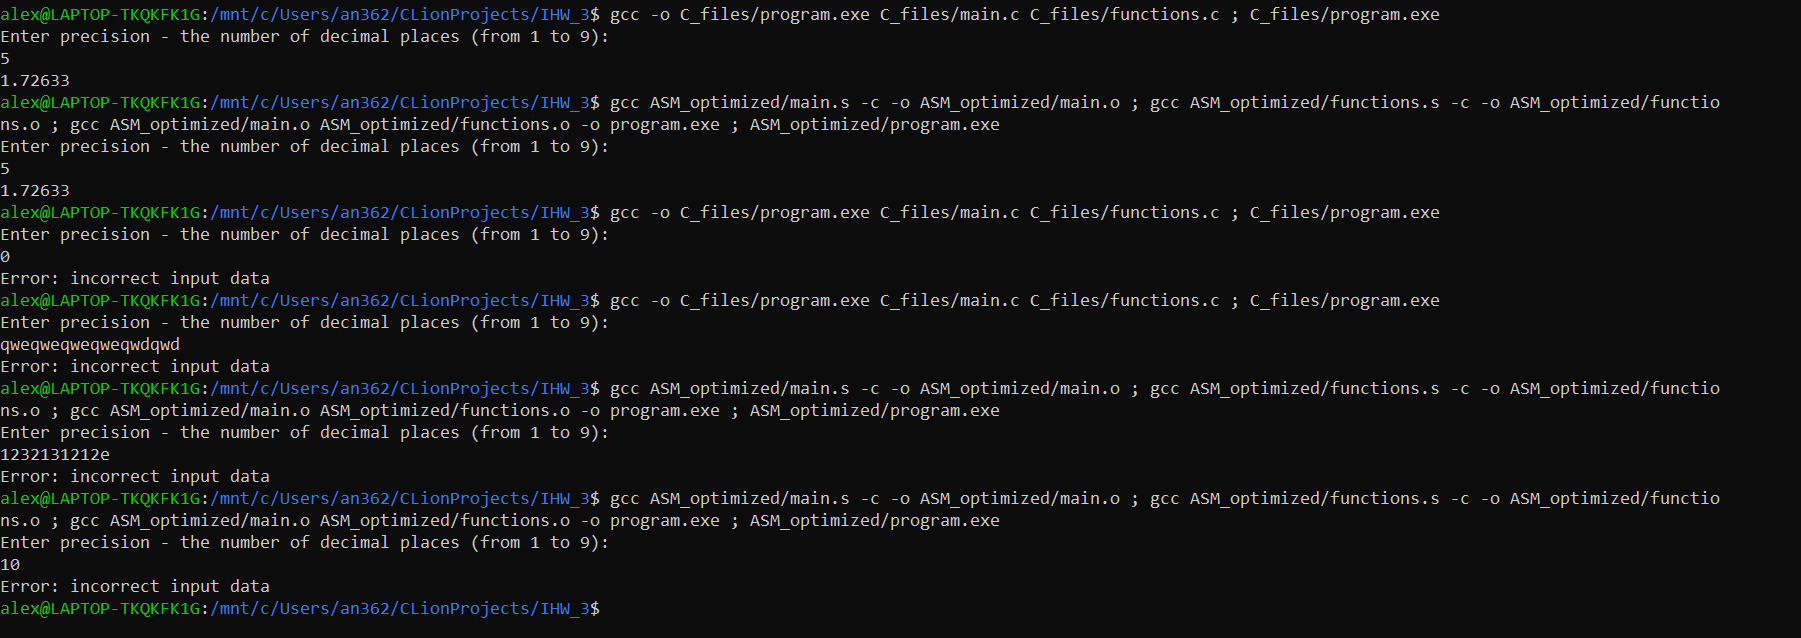 alex@LAPTOP-TKQKFK1G:/mnt/c/Users/an362/CLionProjects/IHW_3$ gcc -o C_files/program.exe C_files/main.c C_files/functions.c ; C_files/program.exe
Enter precision - the number of decimal places (from 1 to 9):
5
1.72633
alex@LAPTOP-TKQKFK1G:/mnt/c/Users/an362/CLionProjects/IHW_3$ gcc ASM_optimized/main.s -c -o ASM_optimized/main.o ; gcc ASM_optimized/functions.s -c -o ASM_optimized/functio
ns.o ; gcc ASM_optimized/main.o ASM_optimized/functions.o -o program.exe ; ASM_optimized/program.exe
Enter precision - the number of decimal places (from 1 to 9):
5
1.72633
alex@LAPTOP-TKQKFK1G:/mnt/c/Users/an362/CLionProjects/IHW_3$ gcc -o C_files/program.exe C_files/main.c C_files/functions.c ; C_files/program.exe
Enter precision - the number of decimal places (from 1 to 9):
0
Error: incorrect input data
alex@LAPTOP-TKQKFK1G:/mnt/c/Users/an362/CLionProjects/IHW_3$ gcc -o C_files/program.exe C_files/main.c C_files/functions.c ; C_files/program.exe
Enter precision - the number of decimal places (from 1 to 9):
qweqweqweqweqwdqwd
Error: incorrect input data
alex@LAPTOP-TKQKFK1G:/mnt/c/Users/an362/CLionProjects/IHW_3$ gcc ASM_optimized/main.s -c -o ASM_optimized/main.o ; gcc ASM_optimized/functions.s -c -o ASM_optimized/functio
ns.o ; gcc ASM_optimized/main.o ASM_optimized/functions.o -o program.exe ; ASM_optimized/program.exe
Enter precision - the number of decimal places (from 1 to 9):
1232131212e
Error: incorrect input data
alex@LAPTOP-TKQKFK1G:/mnt/c/Users/an362/CLionProjects/IHW_3$ gcc ASM_optimized/main.s -c -o ASM_optimized/main.o ; gcc ASM_optimized/functions.s -c -o ASM_optimized/functio
ns.o ; gcc ASM_optimized/main.o ASM_optimized/functions.o -o program.exe ; ASM_optimized/program.exe
Enter precision - the number of decimal places (from 1 to 9):
10
Error: incorrect input data
alex@LAPTOP-TKQKFK1G:/mnt/c/Users/an362/CLionProjects/IHW_3$